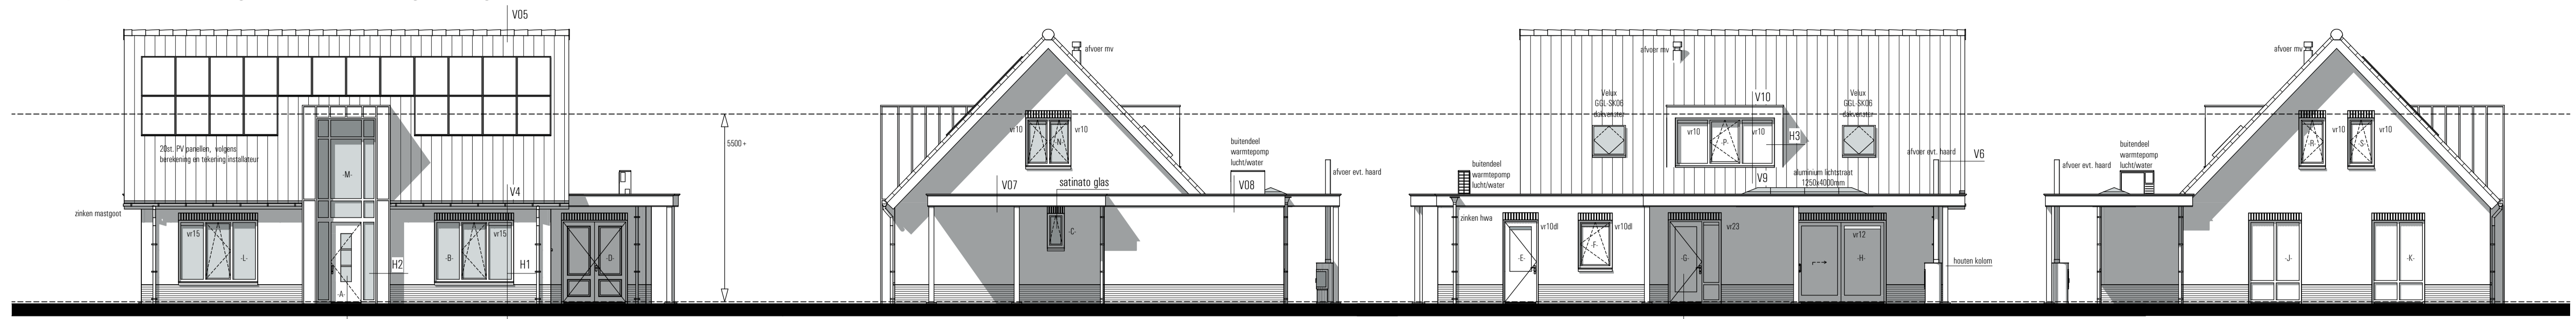 V05
20st. PV panellen, volgens
berekening en tekening installateur
-M-
V4
zinken mastgoot
vr15
-L-
-A-
H2
-B-
vr15
H1
-D-
5500+
afvoer mv
vr10
-N-
vr10
V07
satinato glas
-C-
buitendeel
warmtepomp
lucht/water
V08
afvoer evt. haard
afvoer mv
Velux
GGL-SK06
dakvenster
V10
vr10
-P-
vr10
H3
Velux
GGL-SK06
dakvenster
buitendeel
warmtepomp
lucht/water
V9
aluminium lichtstraat
1250x4000mm
afvoer evt. haard
V6
zinken hwa
-E-
vr10dl
-F-
vr10dl
-G-
vr23
vr12
-H-
houten kolom
afvoer mv
-R-
vr10
-S-
vr10
afvoer evt. haard
buitendeel
warmtepomp
lucht/water
-J-
-K-